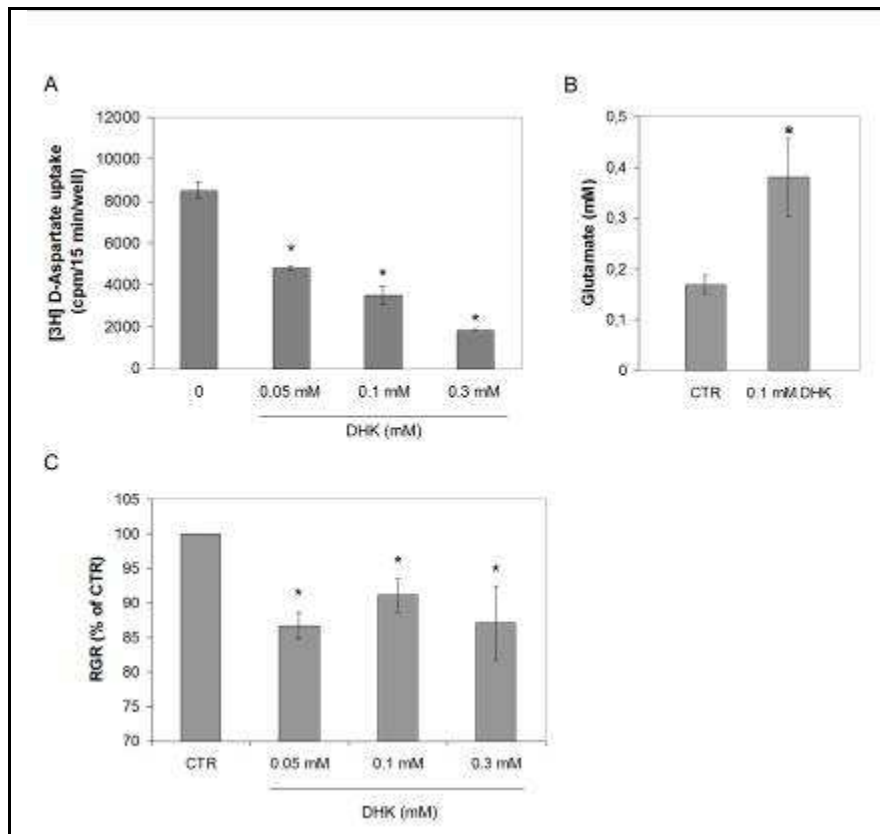 A
[3H] D-Aspartate uptake
(cpm/15 min/well)
12000
10000
8000
6000
4000
2000
0
*
*
*
0
0.05 mM
0.1 mM
0.3 mM
DHK (mM)
B
Glutamate (mM)
0,5
0,4
0,3
0,2
0,1
0
*
CTR
0.1 mM DHK
C
RGR (% of CTR)
105
100
95
90
85
80
75
70
*
*
*
CTR
0.05 mM
0.1 mM
0.3 mM
DHK (mM)